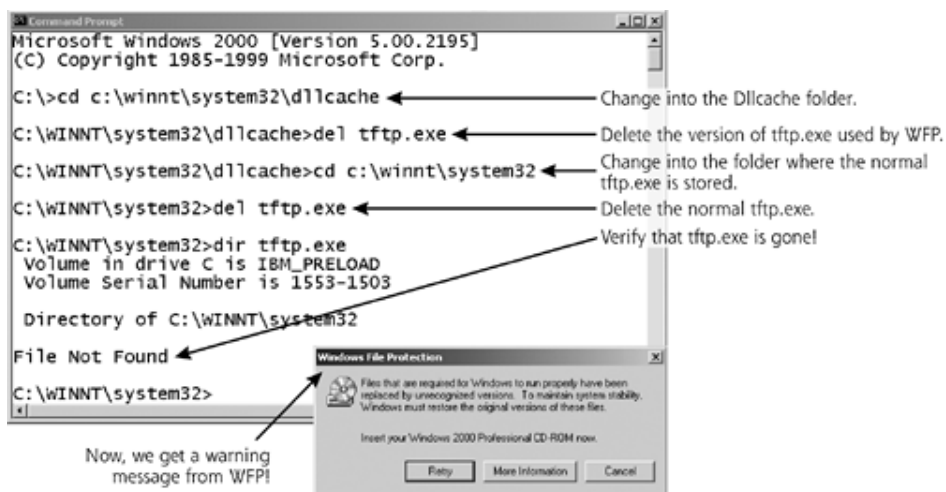 Command Prompt
Microsoft Windows 2000 [Version 5.00.2195]
(C) Copyright 1985-1999 Microsoft Corp.
C:\>cd c:\winnt\system32\dllcache
Change into the Dllcache folder.
C:\WINNT\system32\dllcache>del tftp.exe
Delete the version of tftp.exe used by WFP.
C:\WINNT\system32\dllcache>cd c:\winnt\system32
Change into the folder where the normal
tftp.exe is stored.
C:\WINNT\system32>del tftp.exe
Delete the normal tftp.exe.
C:\WINNT\system32>dir tftp.exe
Verify that tftp.exe is gone!
Volume in drive C is IBM_PRELOAD
Volume Serial Number is 1553-1503
Directory of C:\WINNT\system32
File Not Found
C:\WINNT\system32>
Windows File Protection
Files that are required for Windows to run properly have been
replaced by unrecognized versions. To maintain system stability,
Windows must restore the original versions of these files.
Insert your Windows 2000 Professional CD-ROM now.
Retry
More Information
Cancel
Now, we get a warning
message from WFP!